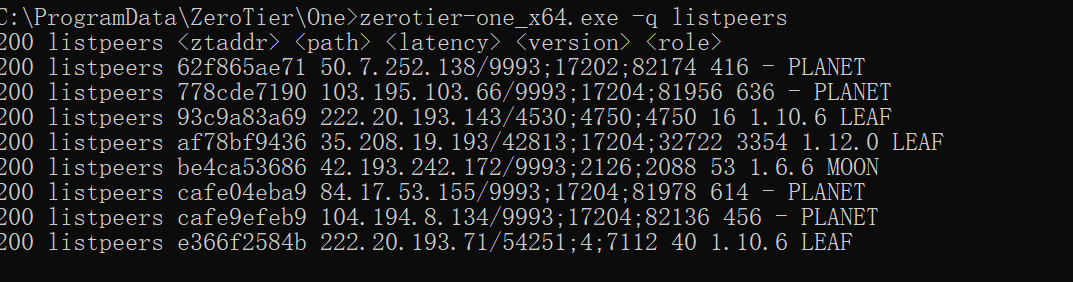 C:\ProgramData\ZeroTier\One>zerotier-one_x64.exe -q listpeers
200 listpeers <ztaddr> <path> <latency> <version> <role>
200 listpeers 62f865ae71 50.7.252.138/9993;17202;82174 416 - PLANET
200 listpeers 778cde7190 103.195.103.66/9993;17204;81956 636 - PLANET
200 listpeers 93c9a83a69 222.20.193.143/4530;4750;4750 16 1.10.6 LEAF
200 listpeers af78bf9436 35.208.19.193/42813;17204;32722 3354 1.12.0 LEAF
200 listpeers be4ca53686 42.193.242.172/9993;2126;2088 53 1.6.6 MOON
200 listpeers cafe04eba9 84.17.53.155/9993;17204;81978 614 - PLANET
200 listpeers cafe9efeb9 104.194.8.134/9993;17204;82136 456 - PLANET
200 listpeers e366f2584b 222.20.193.71/54251;4;7112 40 1.10.6 LEAF